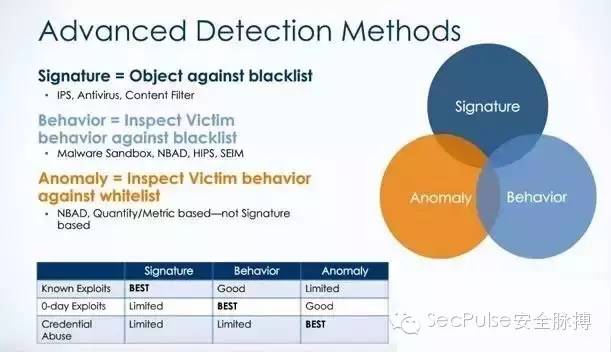 Advanced Detection Methods
Signature = Object against blacklist
• IPS, Antivirus, Content Filter
Behavior = Inspect Victim
behavior against blacklist
• Malware Sandbox, NBAD, HIPS, SEIM
Anomaly = Inspect Victim behavior
against whitelist
• NBAD, Quantity/Metric based—not Signature
based
Signature
Anomaly
Behavior
Signature Behavior Anomaly
Known Exploits BEST Good Limited
0-day Exploits Limited BEST Good
Credential
Abuse Limited Limited BEST
SecPulse安全脉搏